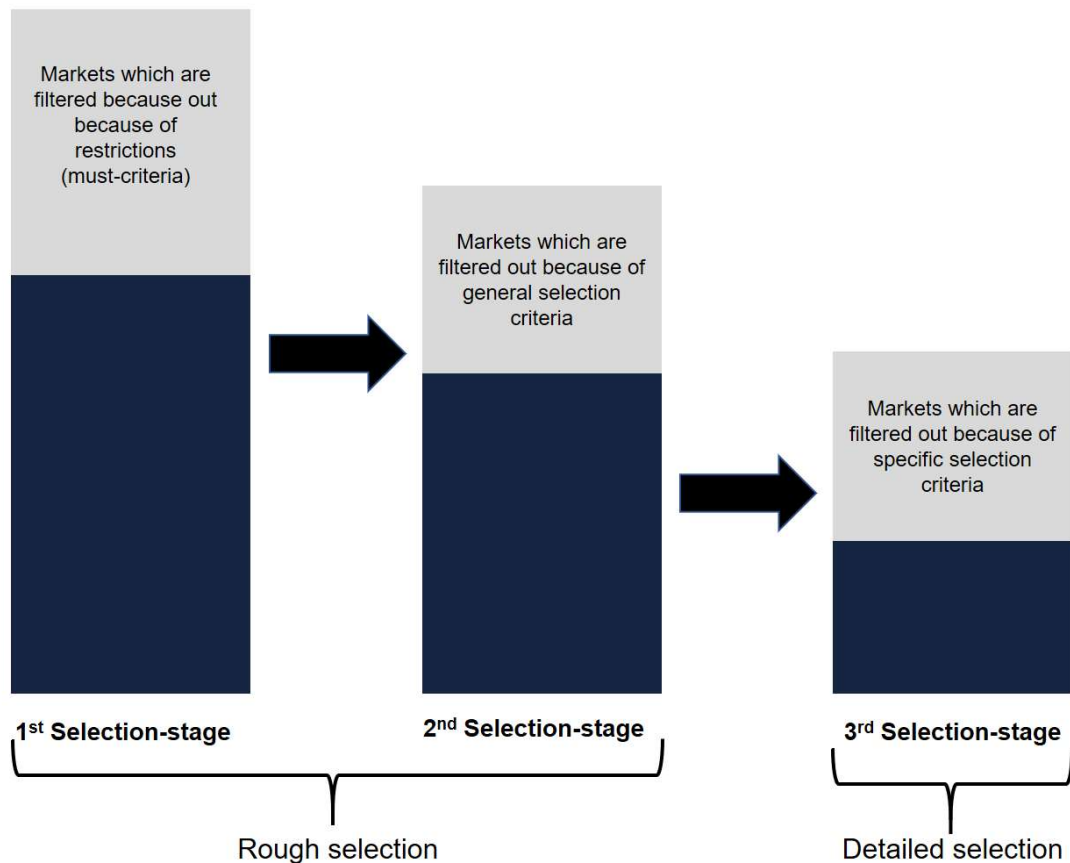 Markets which are
filtered because out
because of
restrictions
(must-criteria)
Markets which are
filtered out because of
general selection
criteria
Markets which are
filtered out because of
specific selection
criteria
1st Selection-stage
2nd Selection-stage
3rd Selection-stage
Rough selection
Detailed selection